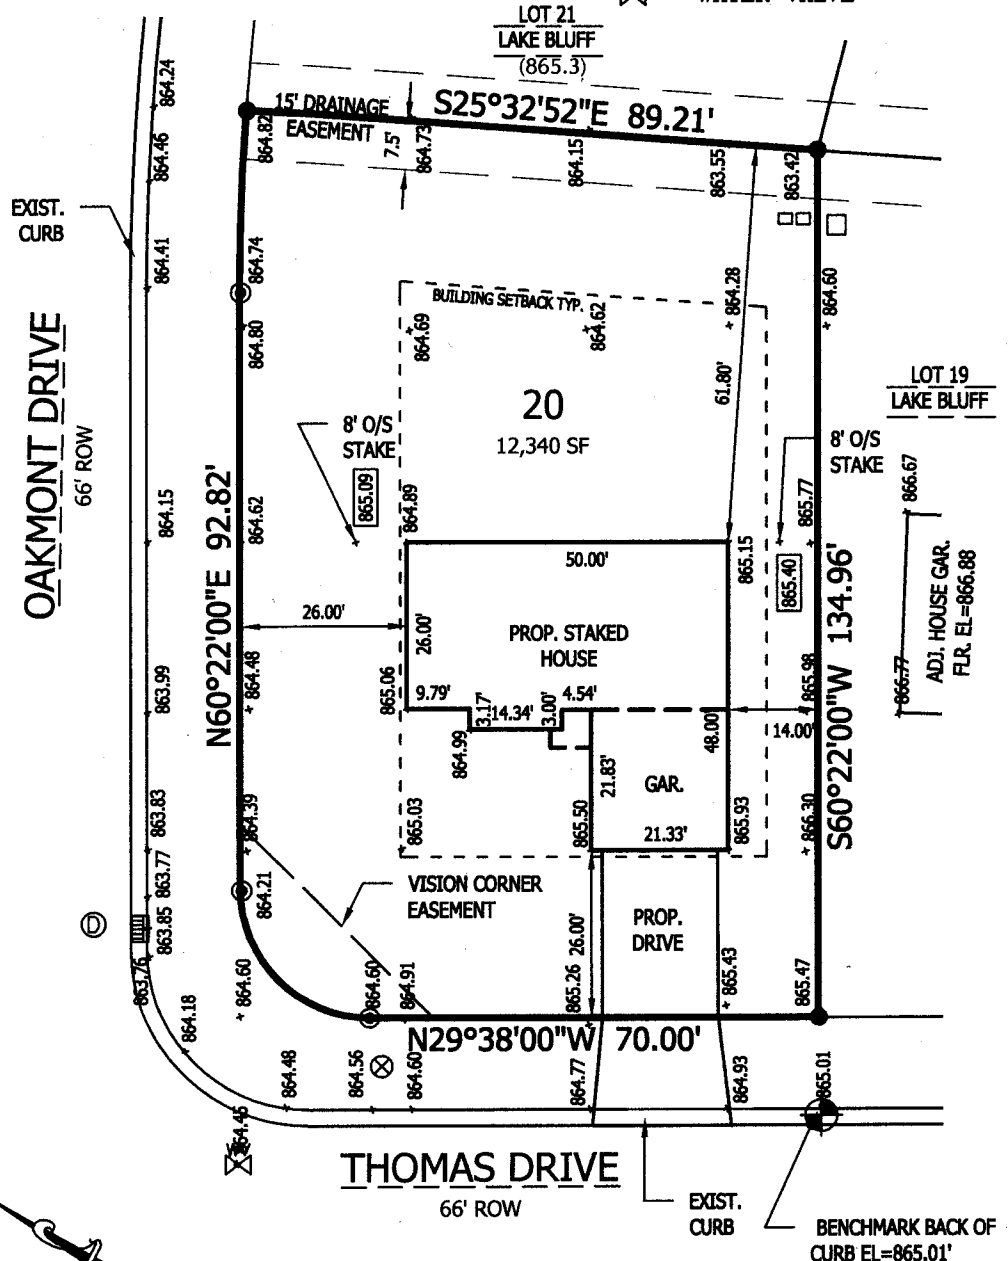 WATER VALVE
LOT 21
LAKE BLUFF
(865.3)
15' DRAINAGE
EASEMENT
S25°32'52"E 89.21'
7.5'
864.24
864.46
864.41
864.82
864.73
864.15
863.55
863.42
EXIST.
CURB
864.74
864.80
BUILDING SETBACK TYP.
864.69
864.62
864.28
864.60
61.80'
OAKMONT DRIVE
66' ROW
20
12,340 SF
LOT 19
LAKE BLUFF
8' O/S
STAKE
865.09
8' O/S
STAKE
865.40
864.15
864.62
864.89
865.15
865.77
866.67
N60°22'00"E 92.82'
50.00'
26.00'
26.00'
PROP. STAKED
HOUSE
S60°22'00"W 134.96'
ADJ. HOUSE GAR.
FLR. EL=866.88
863.99
864.48
865.06
9.79'
3.17'
14.34'
3.00'
4.54'
48.00'
14.00'
865.98
866.77
864.99
21.83'
GAR.
863.83
864.39
865.03
865.50
21.33'
865.93
866.30
863.77
864.21
VISION CORNER
EASEMENT
PROP.
DRIVE
D
863.85
863.76
864.60
864.60
864.91
865.26
26.00'
865.43
865.47
864.18
N29°38'00"W 70.00'
864.48
864.56
864.60
864.77
864.93
865.01
864.45
THOMAS DRIVE
66' ROW
EXIST.
CURB
BENCHMARK BACK OF
CURB EL=865.01'